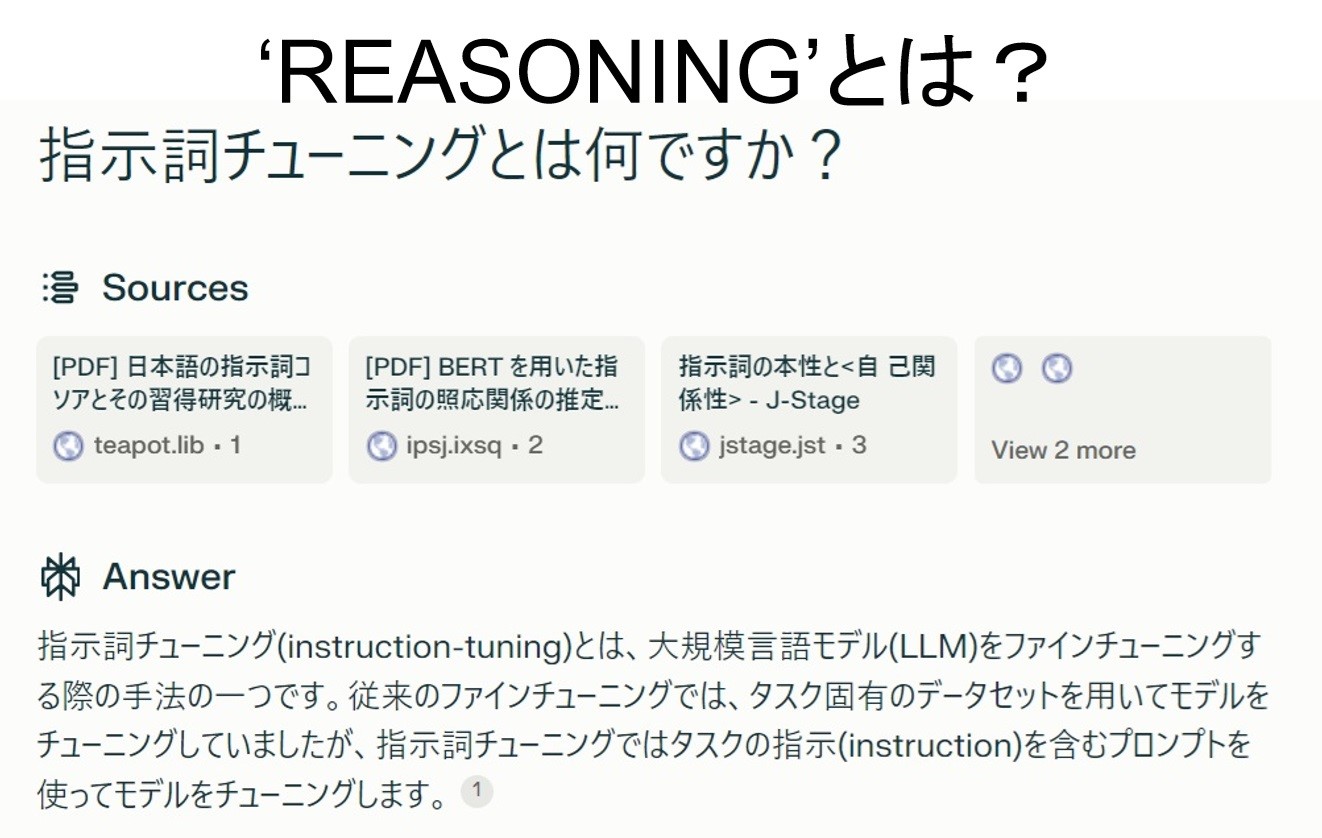 ‘REASONING’とは？
指示詞チューニングとは何ですか？
Sources
[PDF] 日本語の指示詞コ
ソアとその習得研究の概...
teapot.lib・1
[PDF] BERT を用いた指
示詞の照応関係の推定...
ipsj.ixsq・2
指示詞の本性と<自 己関
係性> - J-Stage
jstage.jst・3
View 2 more
Answer
指示詞チューニング(instruction-tuning)とは、大規模言語モデル(LLM)をファインチューニングす
る際の手法の一つです。従来のファインチューニングでは、タスク固有のデータセットを用いてモデルを
チューニングしていましたが、指示詞チューニングではタスクの指示(instruction)を含むプロンプトを
使ってモデルをチューニングします。 1